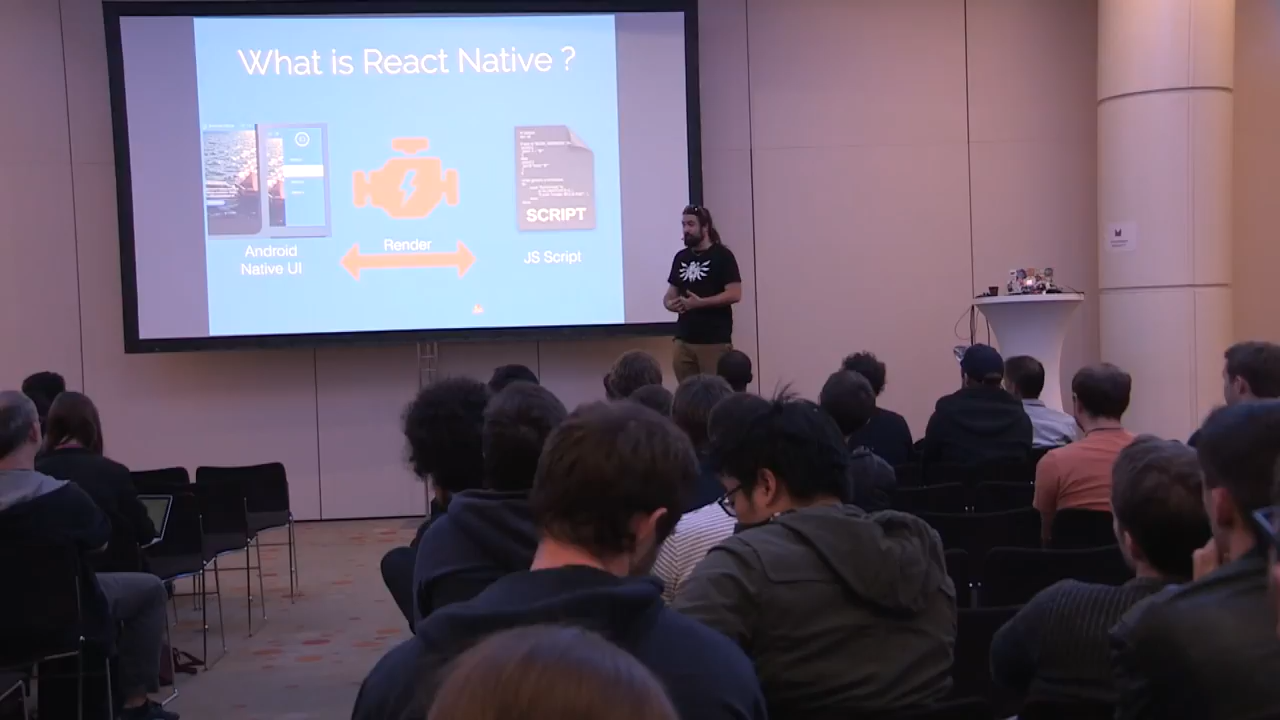 What is React Native ?
SCRIPT
Render
Android
Native UI
JS Script